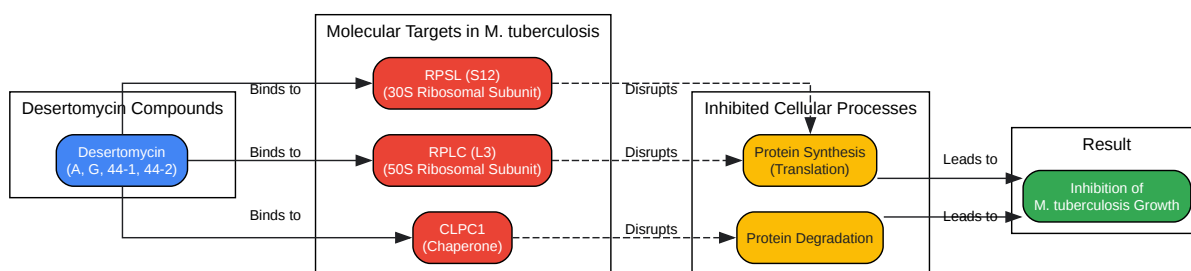 Desertomycin Compounds
Desertomycin
(A, G, 44-1, 44-2)
Binds to
Binds to
Binds to
Molecular Targets in M. tuberculosis
RPSL (S12)
(30S Ribosomal Subunit)
RPLC (L3)
(50S Ribosomal Subunit)
CLPC1
(Chaperone)
Disrupts
Disrupts
Disrupts
Inhibited Cellular Processes
Protein Synthesis
(Translation)
Protein Degradation
Leads to
Leads to
Result
Inhibition of
M. tuberculosis Growth